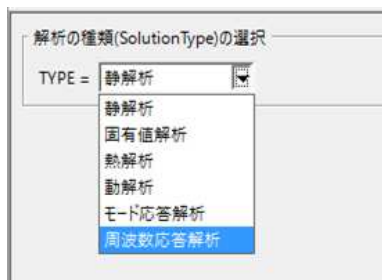 解析の種類(SolutionType)の選択
TYPE = 静解析
静解析
固有値解析
熱解析
動解析
モード応答解析
周波数応答解析